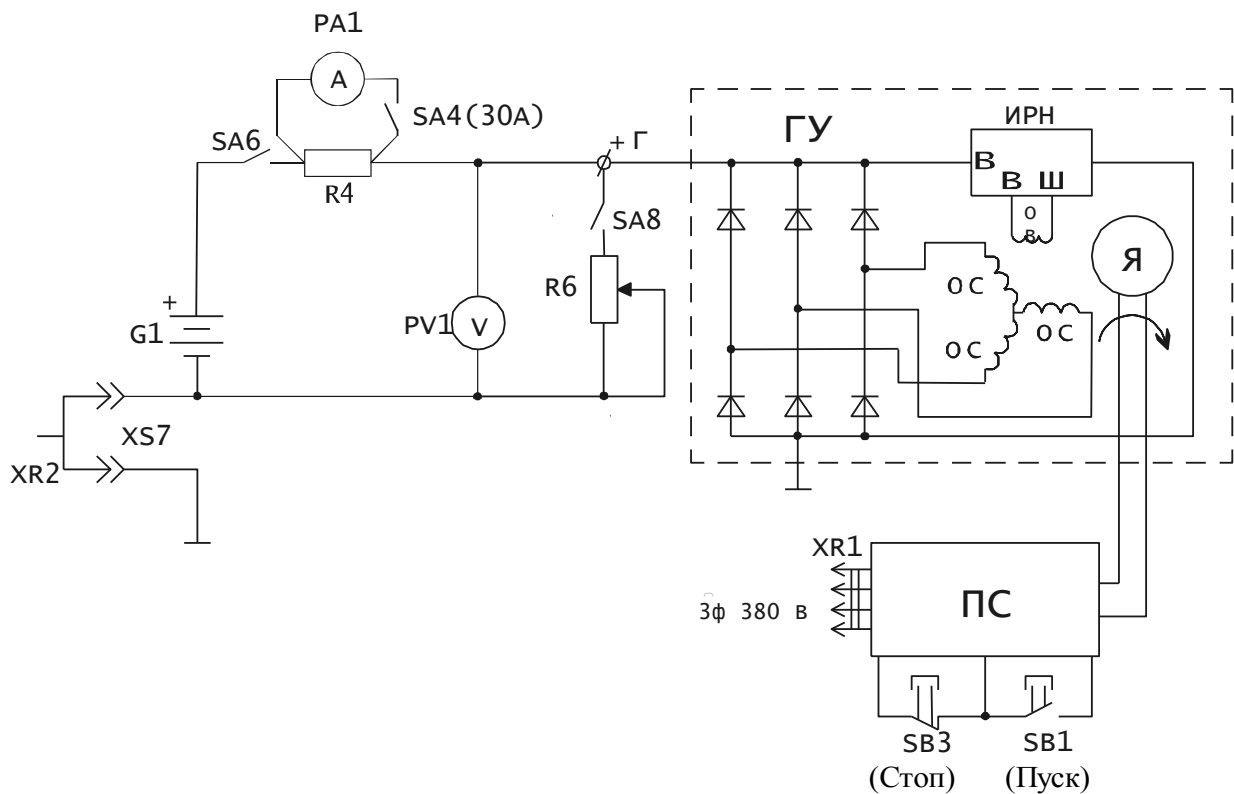 PA1
A
SA4(30A)
SA6
R4
+ Г
SA8
R6
+
G1
PV1
V
XS7
XR2
ГУ
ИРН
В
В Ш
О
В
Я
ОС
ОС
ОС
XR1
3ф 380 в
ПС
SB3
(Стоп)
SB1
(Пуск)